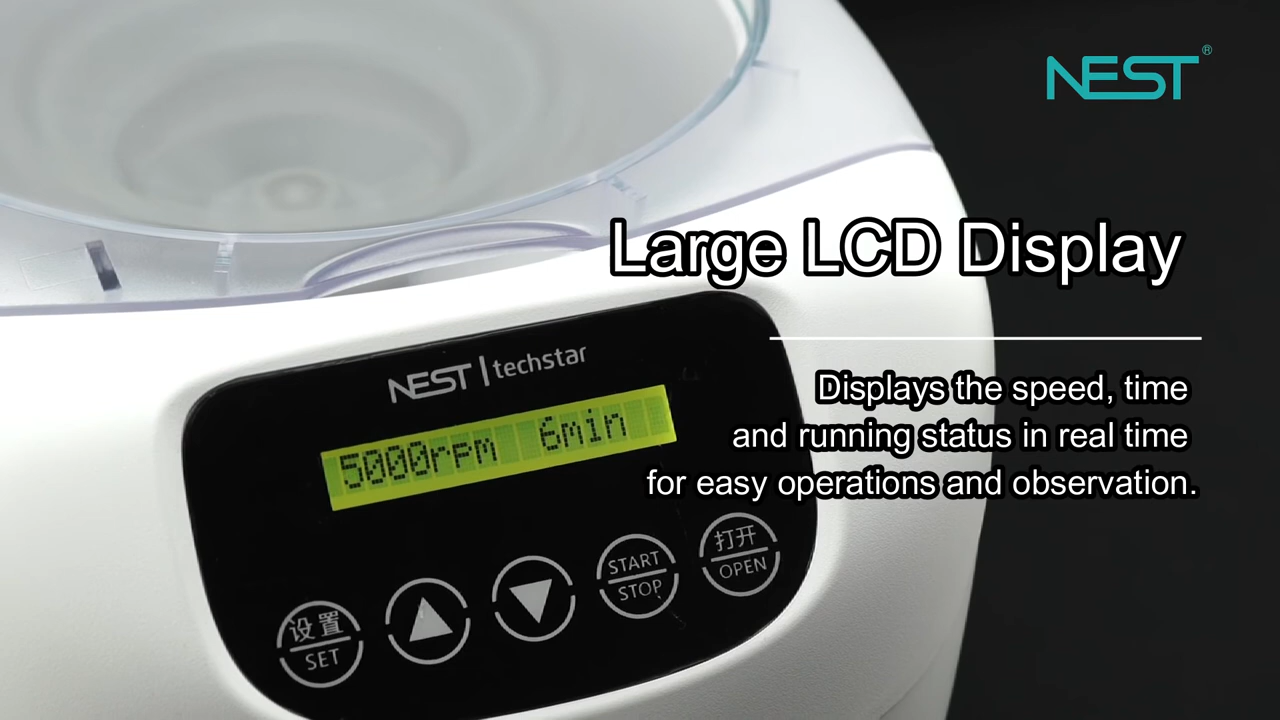 NEST®
Large LCD Display
Displays the speed, time
and running status in real time
for easy operations and observation.
NEST | techstar
5000rpm 6min
设置
SET
START
STOP
打开
OPEN